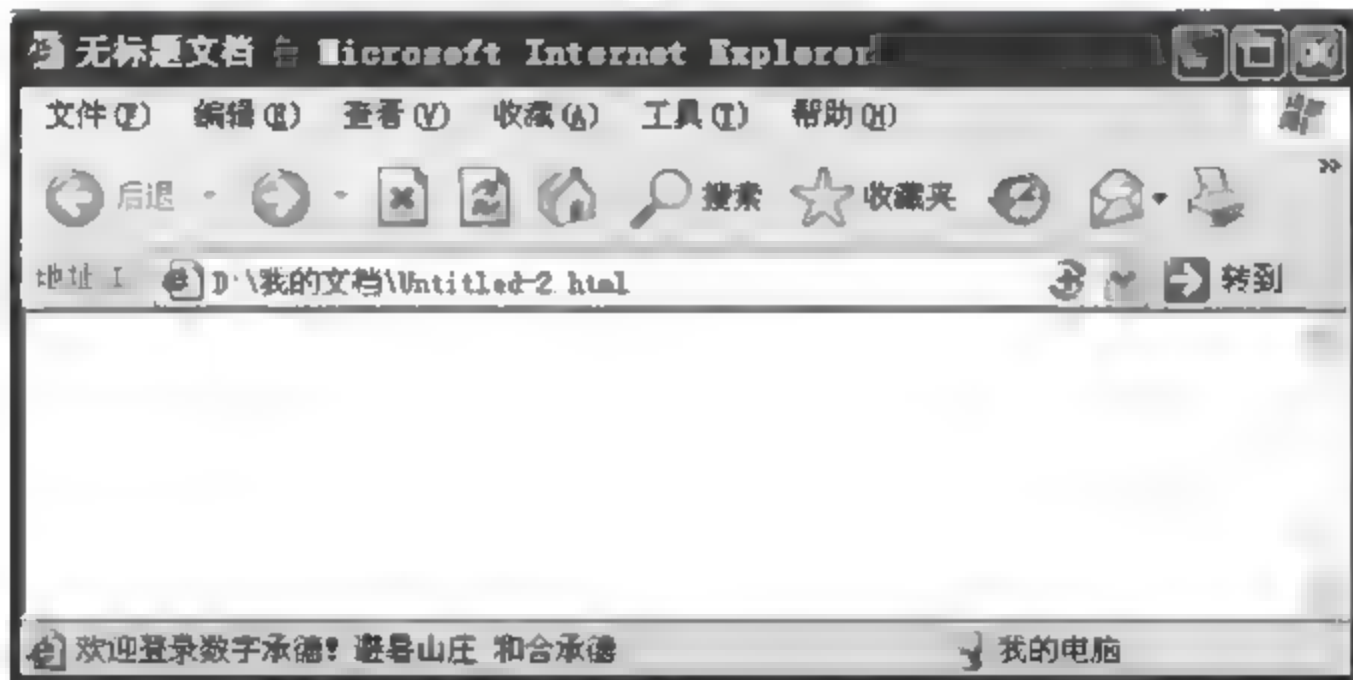 无标题文档 - Microsoft Internet Explorer
文件(F) 编辑(E) 查看(V) 收藏(A) 工具(T) 帮助(H)
后退 搜索 收藏夹 »
地址 D:\我的文档\Untitled-2.html 转到
欢迎登录数字承德! 避暑山庄 和合承德 我的电脑